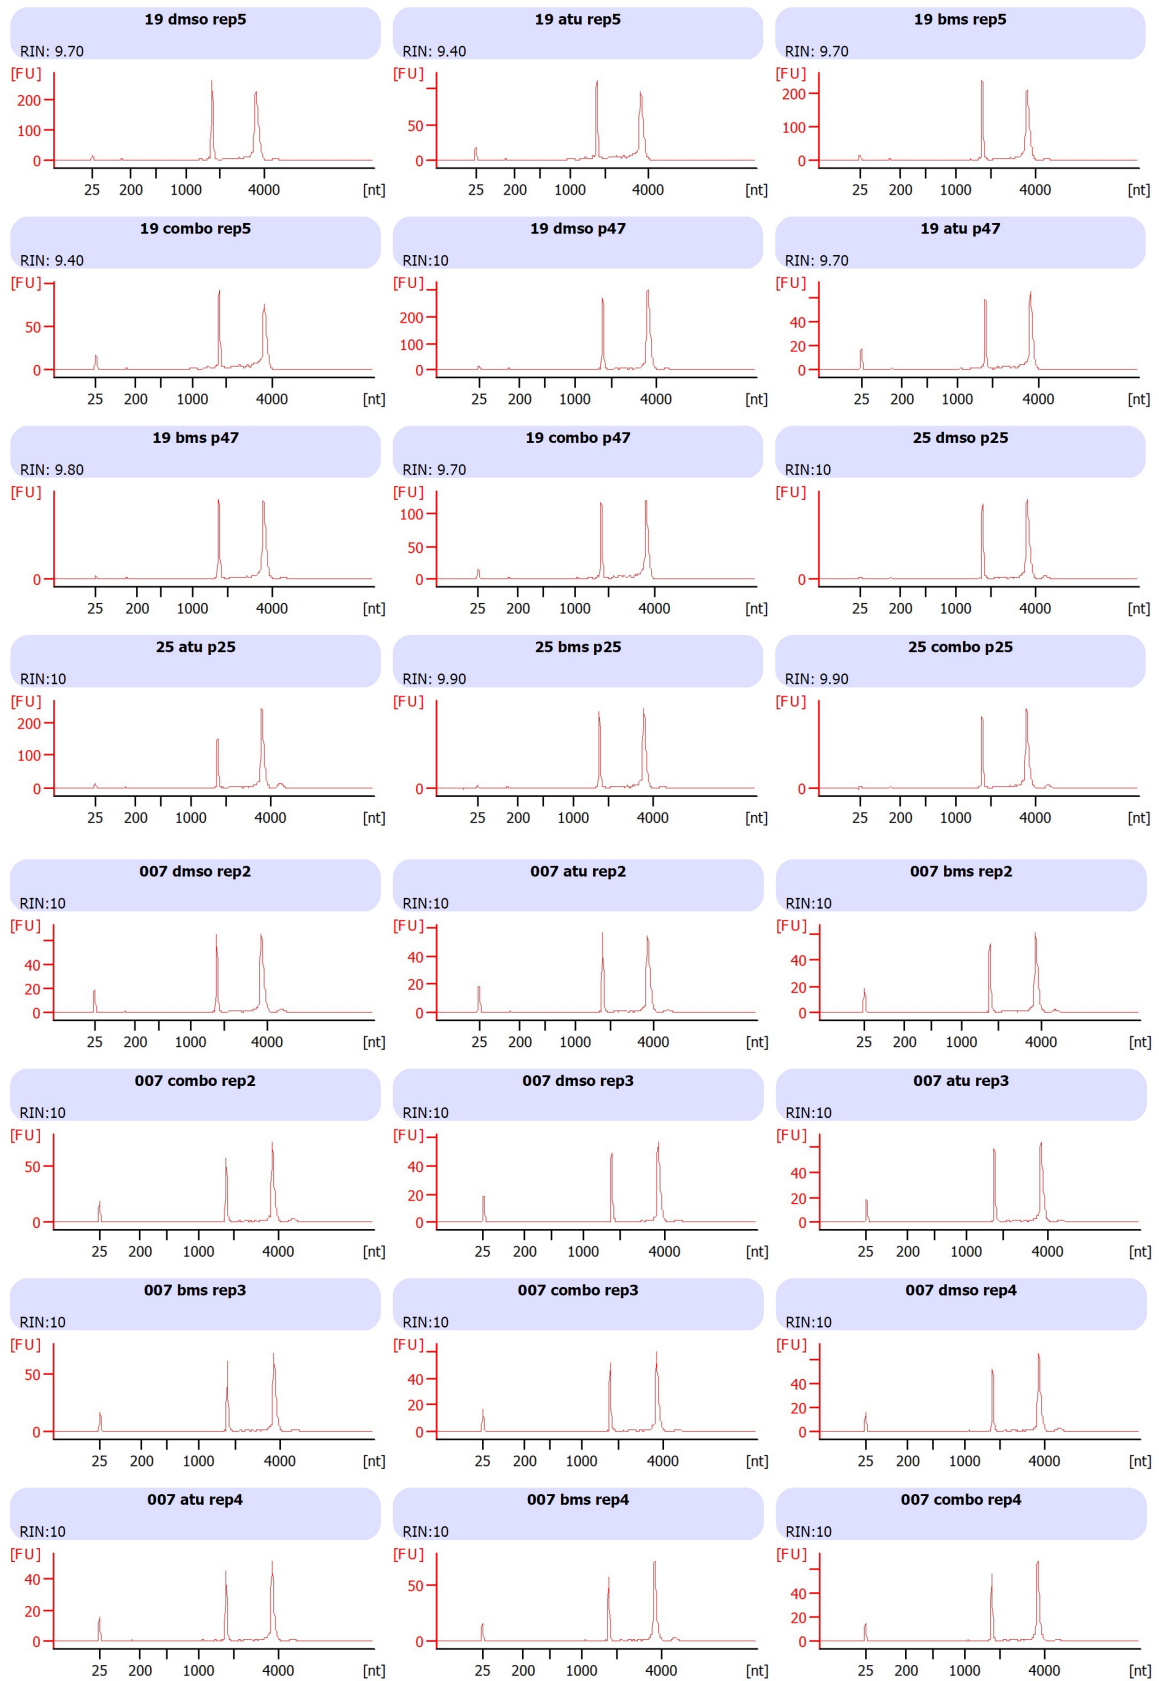 19 dmso rep5 19 atu rep5 19 bms rep5
RIN: 9.70 RIN: 9.40 RIN: 9.70
[FU] [FU] [FU]
200 200
100 50 100
0 0 0
25 200 1000 4000 [nt] 25 200 1000 4000 [nt] 25 200 1000 4000 [nt]
19 combo rep5 19 dmso p47 19 atu p47
RIN: 9.40 RIN:10 RIN: 9.70
[FU] [FU] [FU]
50 200 40
100 20
0 0 0
25 200 1000 4000 [nt] 25 200 1000 4000 [nt] 25 200 1000 4000 [nt]
19 bms p47 19 combo p47 25 dmso p25
RIN: 9.80 RIN: 9.70 RIN:10
[FU] [FU] [FU]
100
50
0 0 0
25 200 1000 4000 [nt] 25 200 1000 4000 [nt] 25 200 1000 4000 [nt]
25 atu p25 25 bms p25 25 combo p25
RIN:10 RIN: 9.90 RIN: 9.90
[FU] [FU] [FU]
200
100
0 0 0
25 200 1000 4000 [nt] 25 200 1000 4000 [nt] 25 200 1000 4000 [nt]
007 dmso rep2 007 atu rep2 007 bms rep2
RIN:10 RIN:10 RIN:10
[FU] [FU] [FU]
40 40 40
20 20 20
0 0 0
25 200 1000 4000 [nt] 25 200 1000 4000 [nt] 25 200 1000 4000 [nt]
007 combo rep2 007 dmso rep3 007 atu rep3
RIN:10 RIN:10 RIN:10
[FU] [FU] [FU]
50 40 40
20 20
0 0 0
25 200 1000 4000 [nt] 25 200 1000 4000 [nt] 25 200 1000 4000 [nt]
007 bms rep3 007 combo rep3 007 dmso rep4
RIN:10 RIN:10 RIN:10
[FU] [FU] [FU]
50 40 40
20 20
0 0 0
25 200 1000 4000 [nt] 25 200 1000 4000 [nt] 25 200 1000 4000 [nt]
007 atu rep4 007 bms rep4 007 combo rep4
RIN:10 RIN:10 RIN:10
[FU] [FU] [FU]
40 50 40
20 20
0 0 0
25 200 1000 4000 [nt] 25 200 1000 4000 [nt] 25 200 1000 4000 [nt]